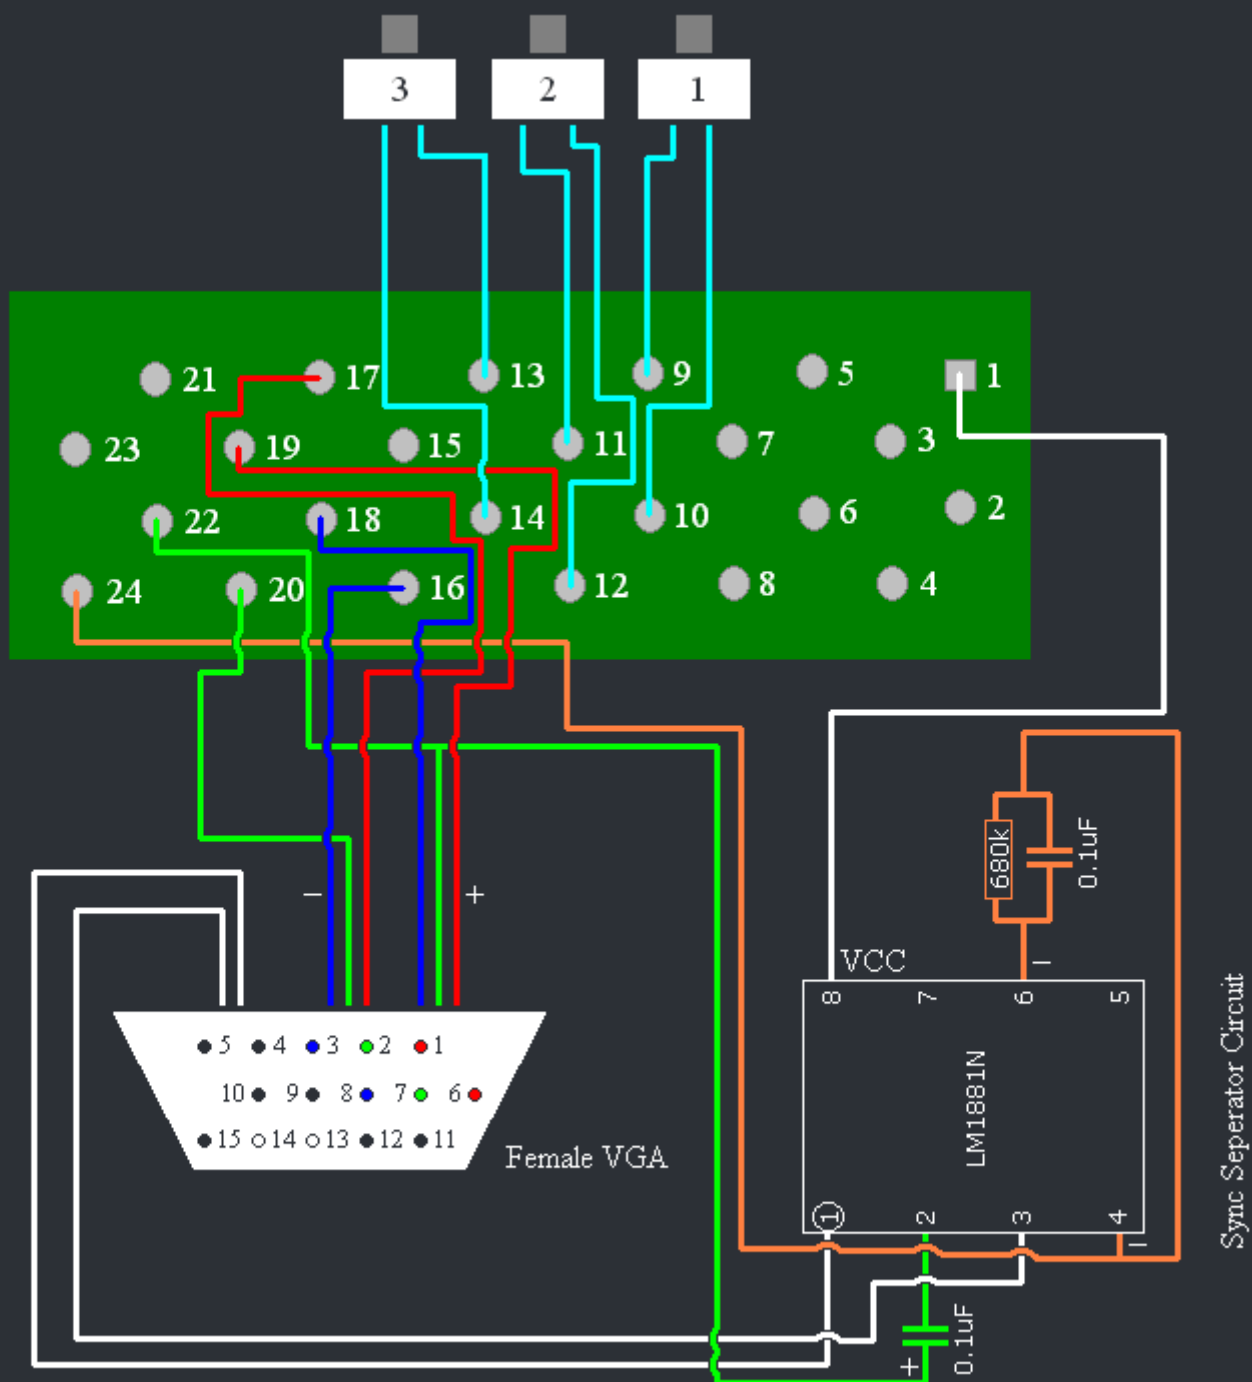 3 2 1
21 17 13 9 5 1
23 19 15 11 7 3
22 18 14 10 6 2
24 20 16 12 8 4
− +
680k
0.1uF
VCC
−
8 7 6 5
LM1881N
1 2 3 4
−
Sync Seperator Circuit
5 4 3 2 1
10 9 8 7 6
15 14 13 12 11
Female VGA
+
0.1uF